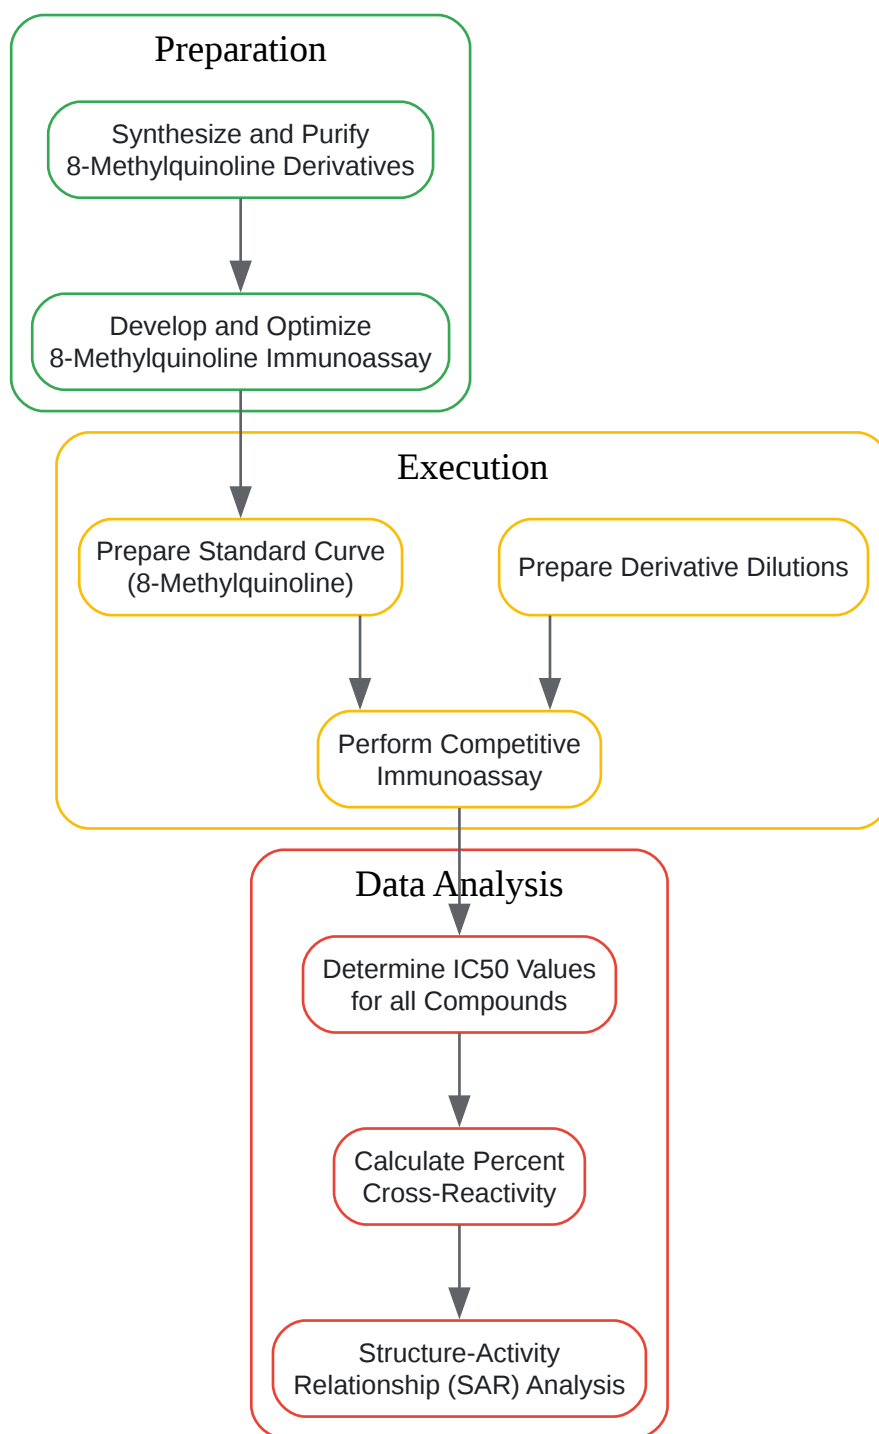 Preparation
Synthesize and Purify
8-Methylquinoline Derivatives
Develop and Optimize
8-Methylquinoline Immunoassay
Execution
Prepare Standard Curve
(8-Methylquinoline)
Prepare Derivative Dilutions
Perform Competitive
Immunoassay
Data Analysis
Determine IC50 Values
for all Compounds
Calculate Percent
Cross-Reactivity
Structure-Activity
Relationship (SAR) Analysis